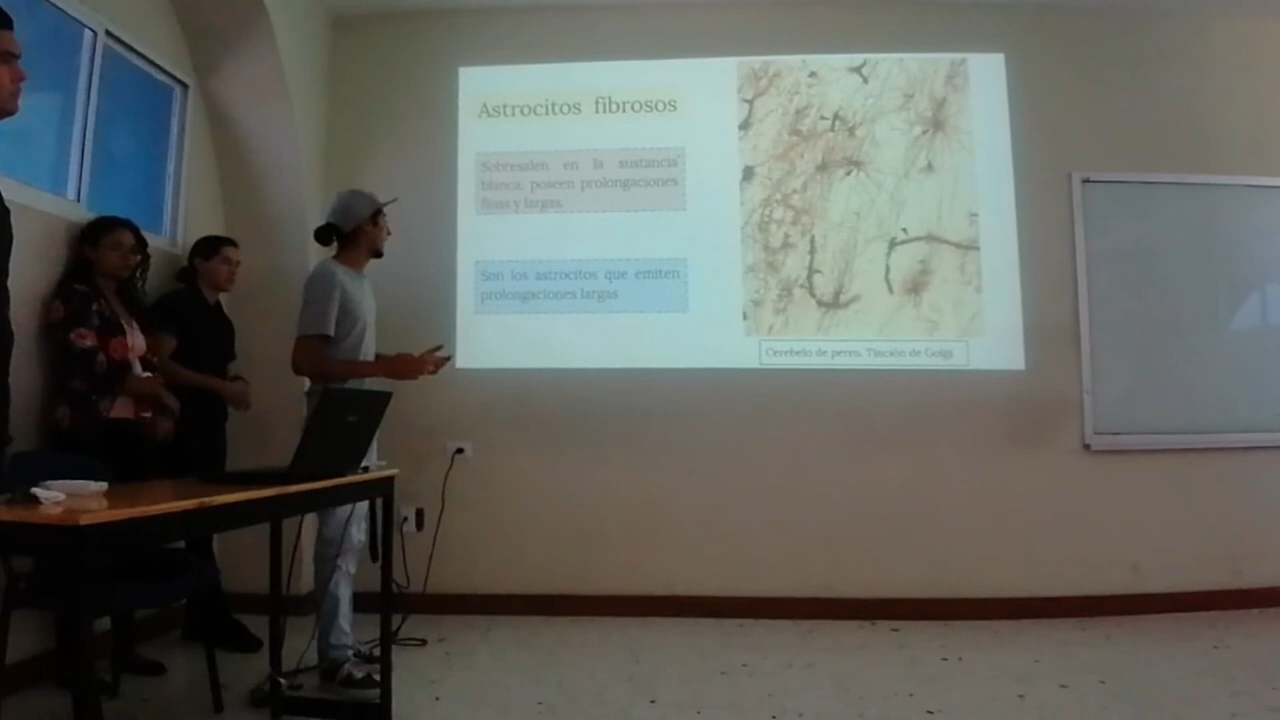 Astrocitos fibrosos
Sobresalen en la sustancia
blanca, poseen prolongaciones
finas y largas.
Son los astrocitos que emiten
prolongaciones largas
Cerebelo de perro. Tinción de Golgi